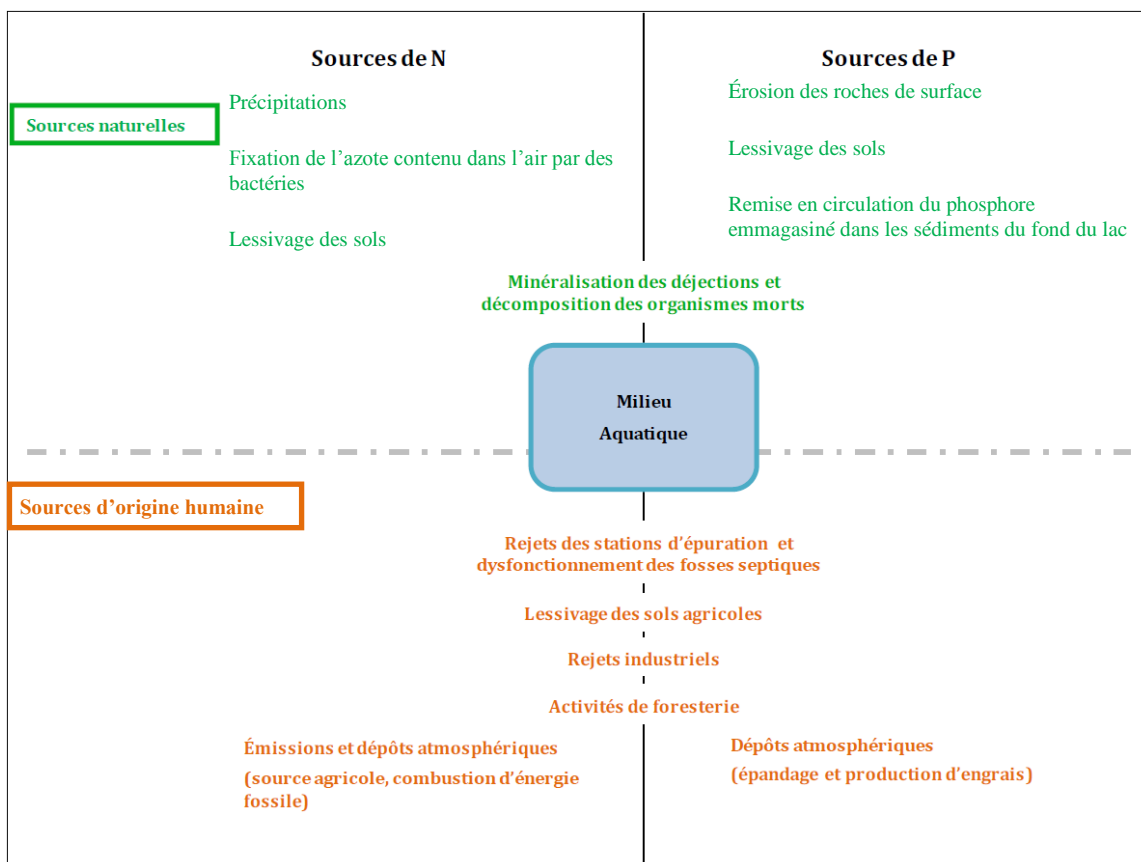 Sources de N
Sources de P
Sources naturelles
Précipitations
Fixation de l’azote contenu dans l’air par des
bactéries
Lessivage des sols
Érosion des roches de surface
Lessivage des sols
Remise en circulation du phosphore
emmagasiné dans les sédiments du fond du lac
Minéralisation des déjections et
décomposition des organismes morts
Milieu
Aquatique
Sources d’origine humaine
Rejets des stations d’épuration et
dysfonctionnement des fosses septiques
Lessivage des sols agricoles
Rejets industriels
Activités de foresterie
Émissions et dépôts atmosphériques
(source agricole, combustion d’énergie
fossile)
Dépôts atmosphériques
(épandage et production d’engrais)